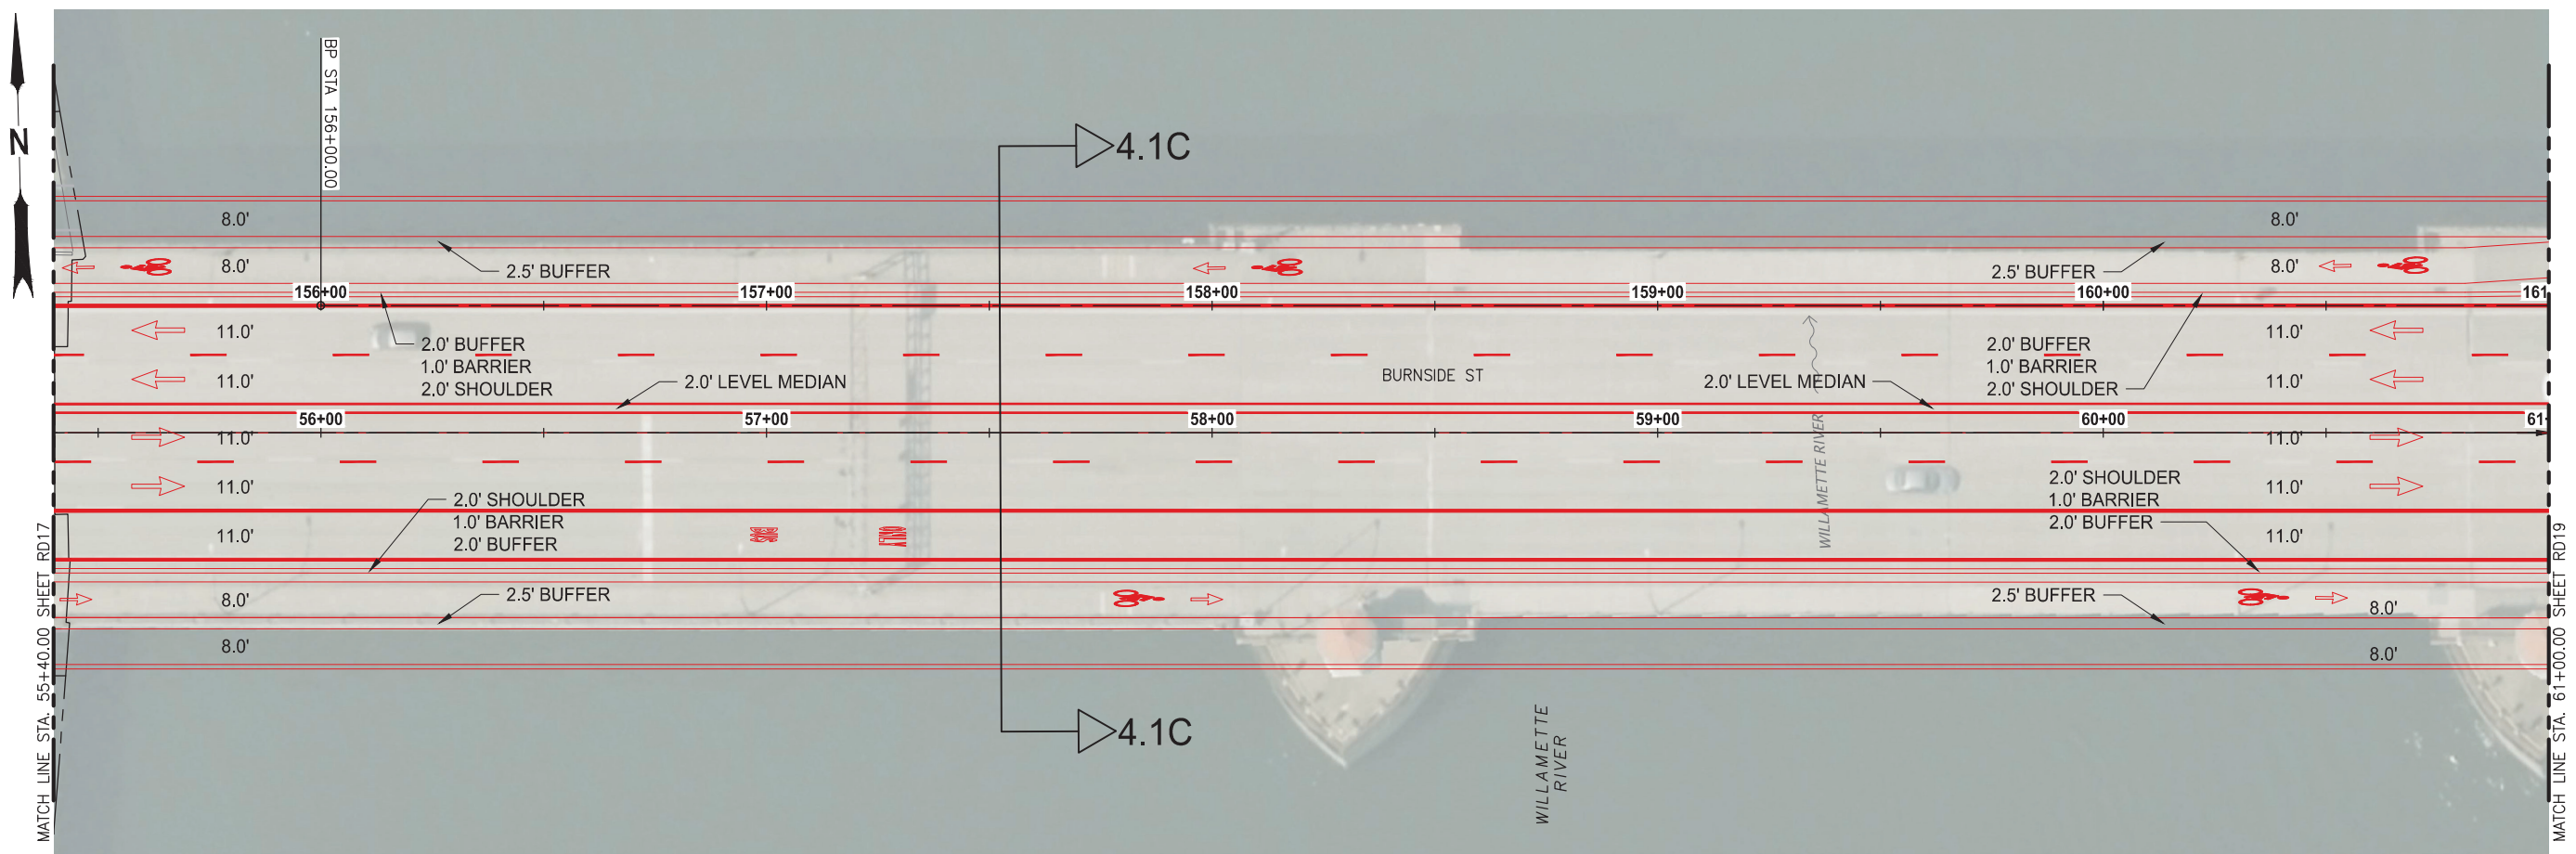 N
BP STA 156+00.00
4.1C
8.0'
8.0'
2.5' BUFFER
2.5' BUFFER
8.0'
8.0'
156+00
157+00
158+00
159+00
160+00
161
11.0'
2.0' BUFFER
1.0' BARRIER
2.0' SHOULDER
2.0' BUFFER
1.0' BARRIER
2.0' SHOULDER
11.0'
11.0'
2.0' LEVEL MEDIAN
BURNSIDE ST
2.0' LEVEL MEDIAN
11.0'
56+00
57+00
58+00
59+00
60+00
61+
11.0'
11.0'
WILLAMETTE RIVER
11.0'
2.0' SHOULDER
1.0' BARRIER
2.0' BUFFER
2.0' SHOULDER
1.0' BARRIER
2.0' BUFFER
11.0'
11.0'
BUS
ONLY
11.0'
8.0'
2.5' BUFFER
2.5' BUFFER
8.0'
8.0'
8.0'
4.1C
WILLAMETTE
RIVER
MATCH LINE STA. 55+40.00 SHEET RD17
MATCH LINE STA. 61+00.00 SHEET RD19